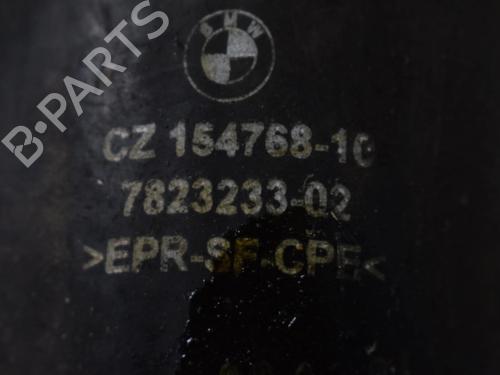 B-PARTS
BMW
CZ 154768-10
7823233-02
>EPR-SF-CPE<